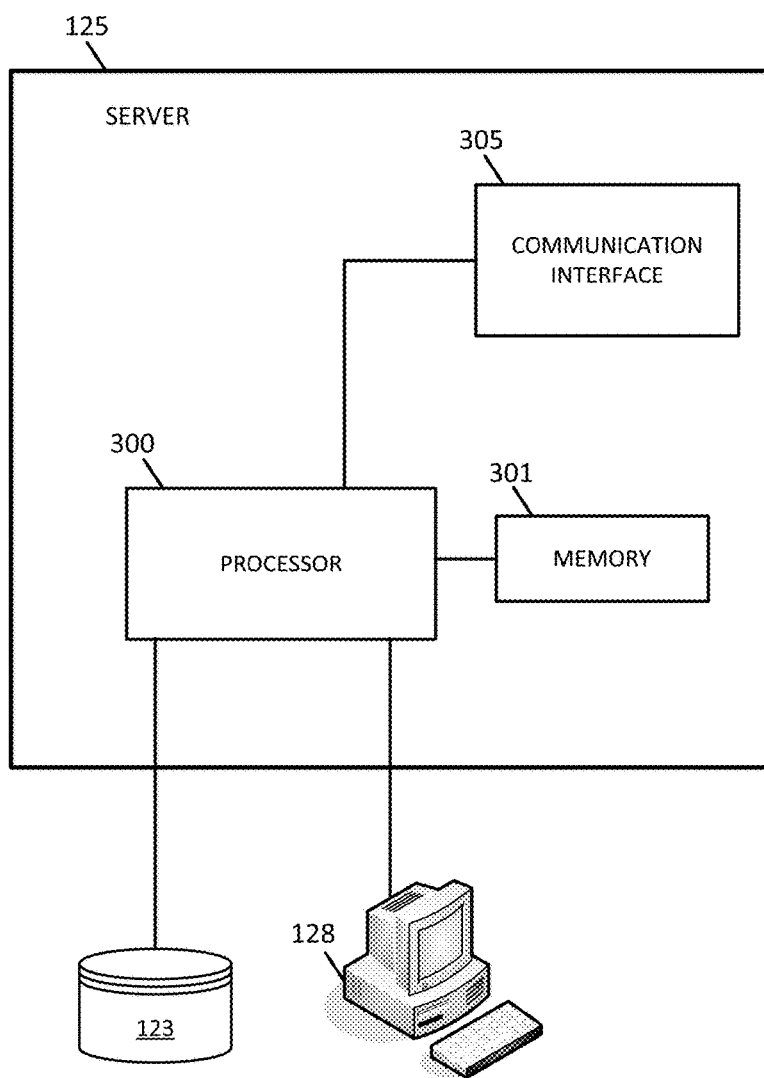 125
SERVER
305
COMMUNICATION
INTERFACE
300
301
PROCESSOR
MEMORY
128
123